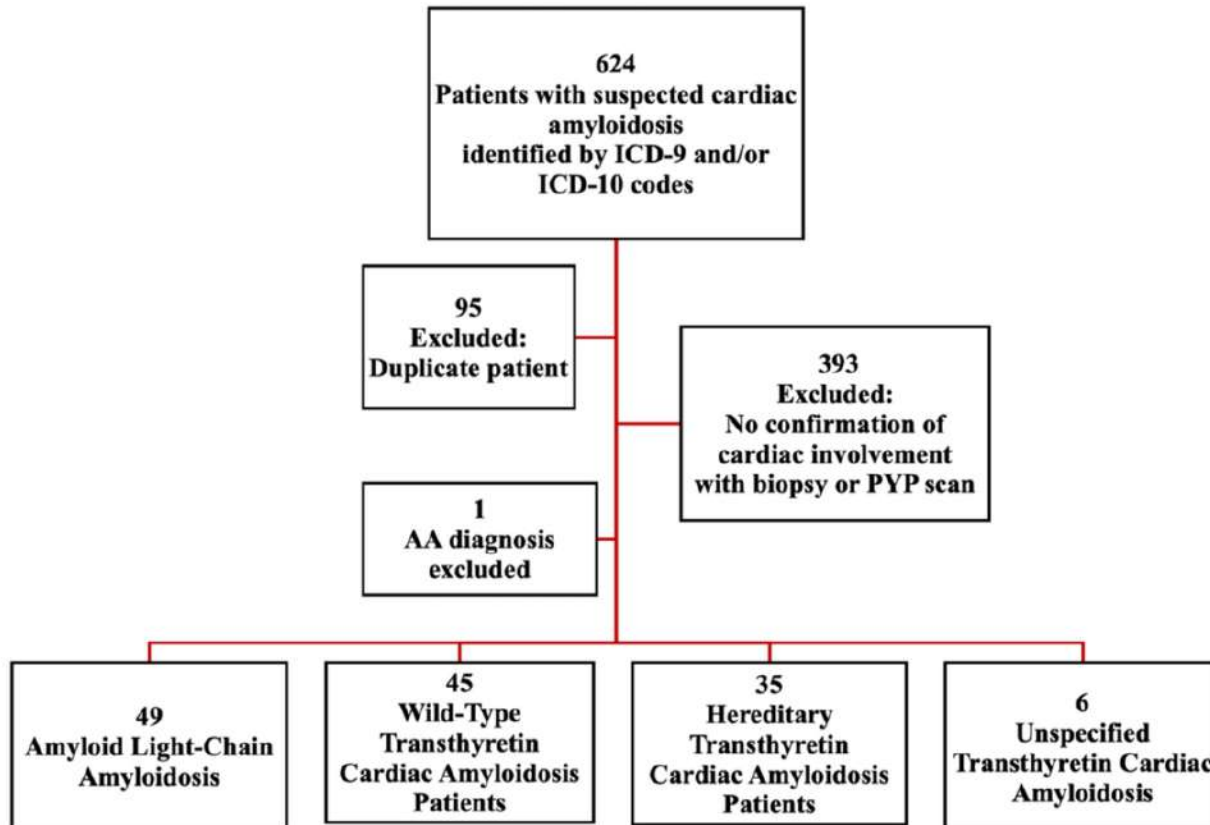 624
Patients with suspected cardiac
amyloidosis
identified by ICD-9 and/or
ICD-10 codes
95
Excluded:
Duplicate patient
393
Excluded:
No confirmation of
cardiac involvement
with biopsy or PYP scan
1
AA diagnosis
excluded
49
Amyloid Light-Chain
Amyloidosis
45
Wild-Type
Transthyretin
Cardiac Amyloidosis
Patients
35
Hereditary
Transthyretin
Cardiac Amyloidosis
Patients
6
Unspecified
Transthyretin Cardiac
Amyloidosis